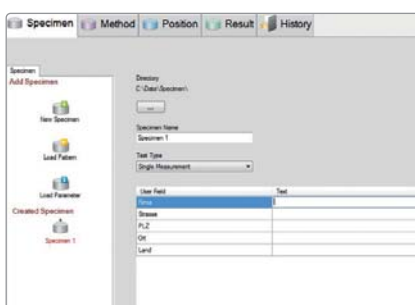 Specimen Method Position Result History
Specimen
Add Specimen
New Specimen
Load Pattern
Load Parameter
Created Specimen
Specimen 1
Directory
C:\Data\Specimen\
...
Specimen Name
Specimen 1
Test Type
Single Measurement
User Field Text
Firma
Strasse
PLZ
Ort
Land